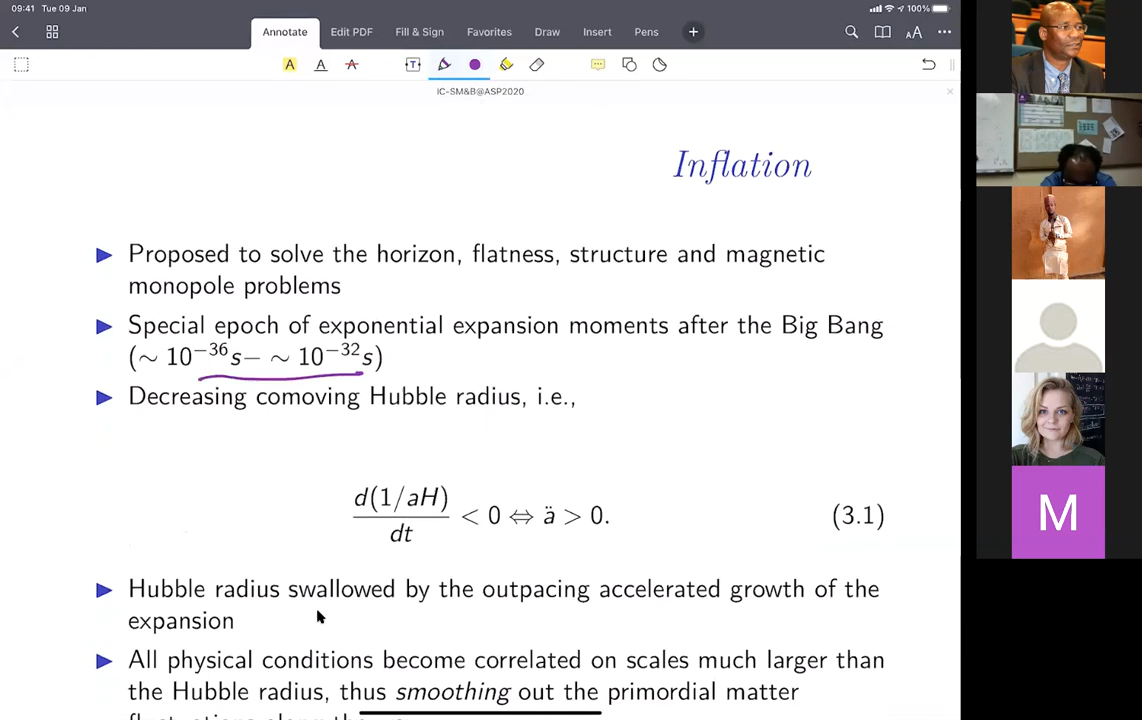 09:41 Tue 09 Jan
100%
Annotate Edit PDF Fill & Sign Favorites Draw Insert Pens
AA
A A A T
IC-SM&B@ASP2020
Inflation
Proposed to solve the horizon, flatness, structure and magnetic
monopole problems
Special epoch of exponential expansion moments after the Big Bang
(∼ 10⁻³⁶s− ∼ 10⁻³²s)
Decreasing comoving Hubble radius, i.e.,
d(1/aH)/dt < 0 ⇔ ä > 0. (3.1)
Hubble radius swallowed by the outpacing accelerated growth of the
expansion
All physical conditions become correlated on scales much larger than
the Hubble radius, thus smoothing out the primordial matter
M